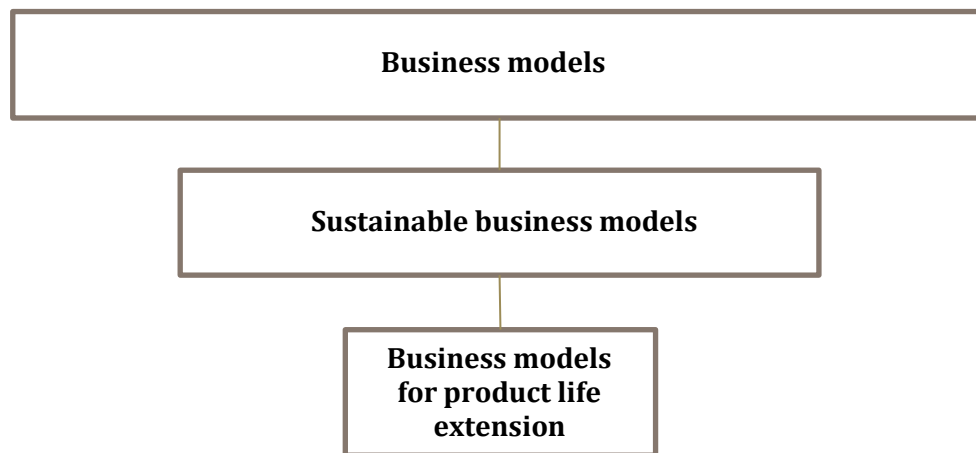 Business models
Sustainable business models
Business models
for product life
extension